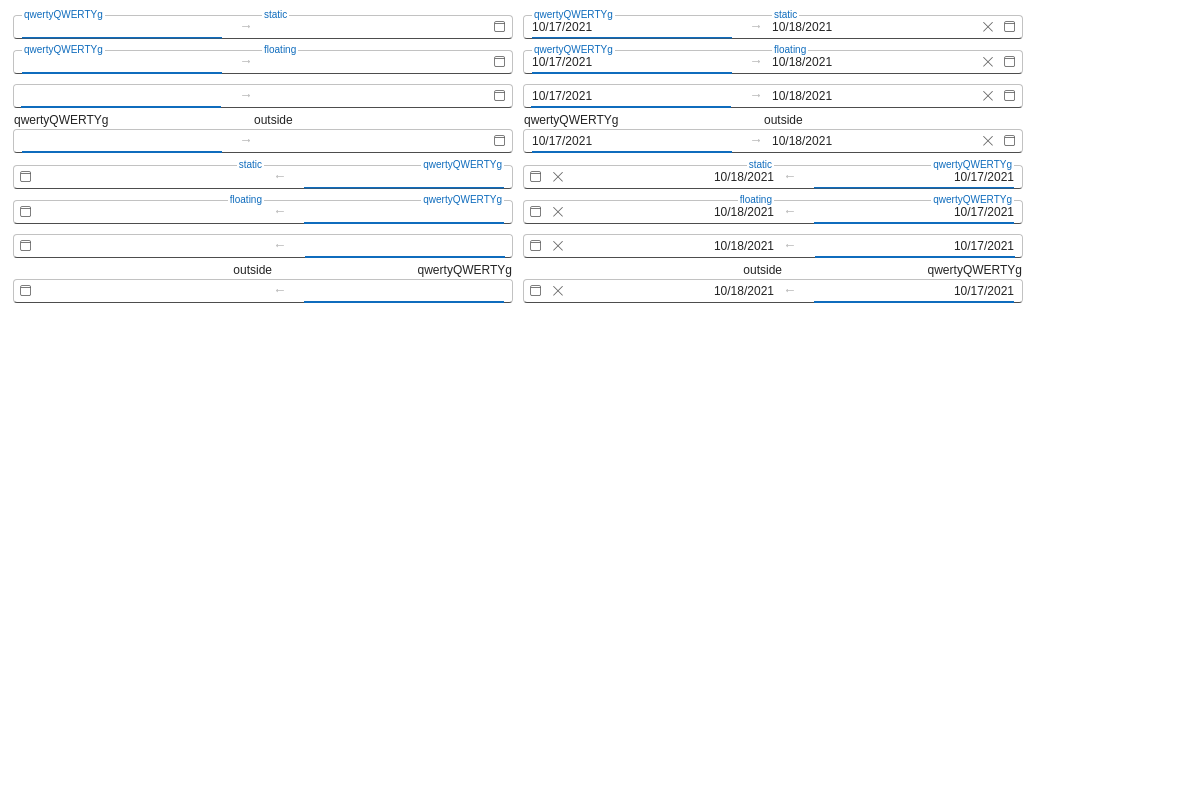 qwertyQWERTYg static qwertyQWERTYg static
→ 10/17/2021 → 10/18/2021
qwertyQWERTYg floating qwertyQWERTYg floating
→ 10/17/2021 → 10/18/2021
→ 10/17/2021 → 10/18/2021
qwertyQWERTYg outside qwertyQWERTYg outside
→ 10/17/2021 → 10/18/2021
static qwertyQWERTYg static qwertyQWERTYg
← 10/18/2021 ← 10/17/2021
floating qwertyQWERTYg floating qwertyQWERTYg
← 10/18/2021 ← 10/17/2021
← 10/18/2021 ← 10/17/2021
outside qwertyQWERTYg outside qwertyQWERTYg
← 10/18/2021 ← 10/17/2021